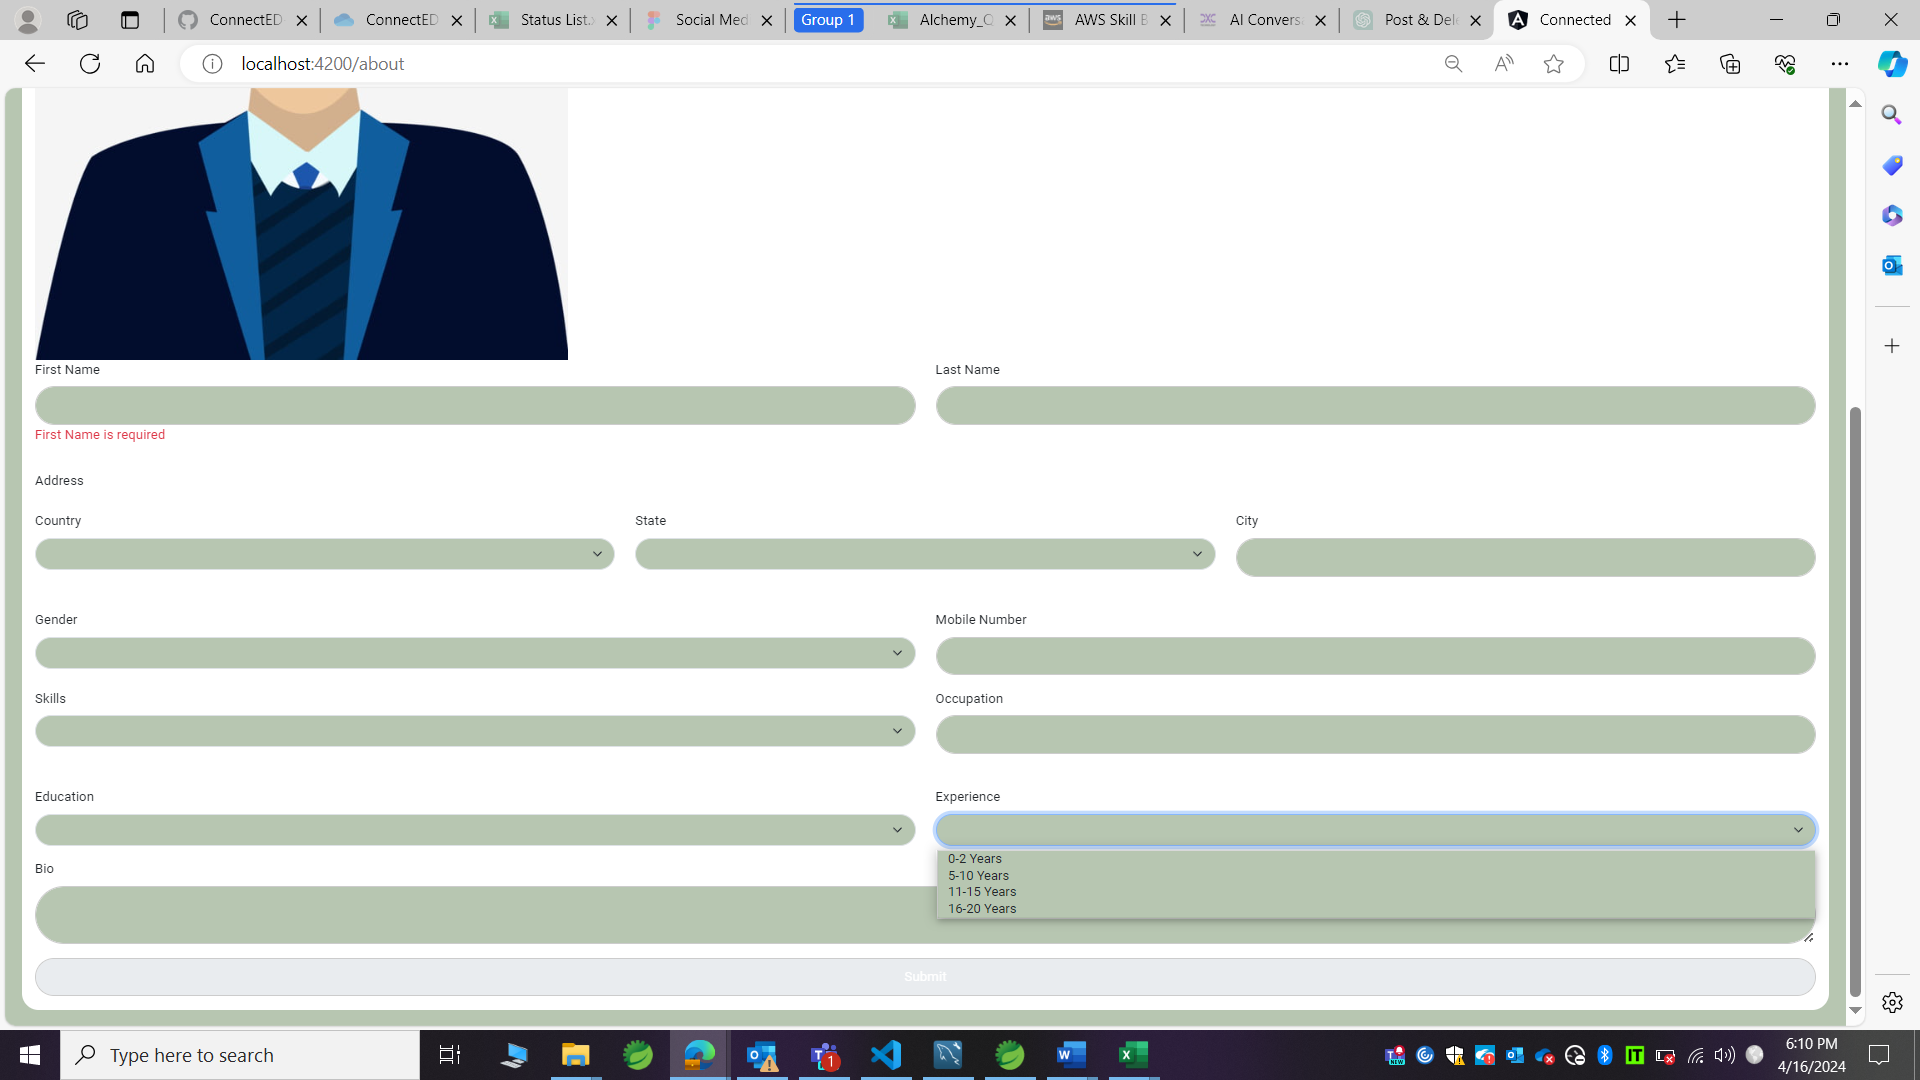 ConnectED ConnectED Status List.x Social Med Group 1 Alchemy_Q AWS Skill B AI Convers Post & Dele Connected
localhost:4200/about
First Name Last Name
First Name is required
Address
Country State City
Gender Mobile Number
Skills Occupation
Education Experience
0-2 Years
5-10 Years
11-15 Years
16-20 Years
Bio
Submit
Type here to search
6:10 PM
4/16/2024